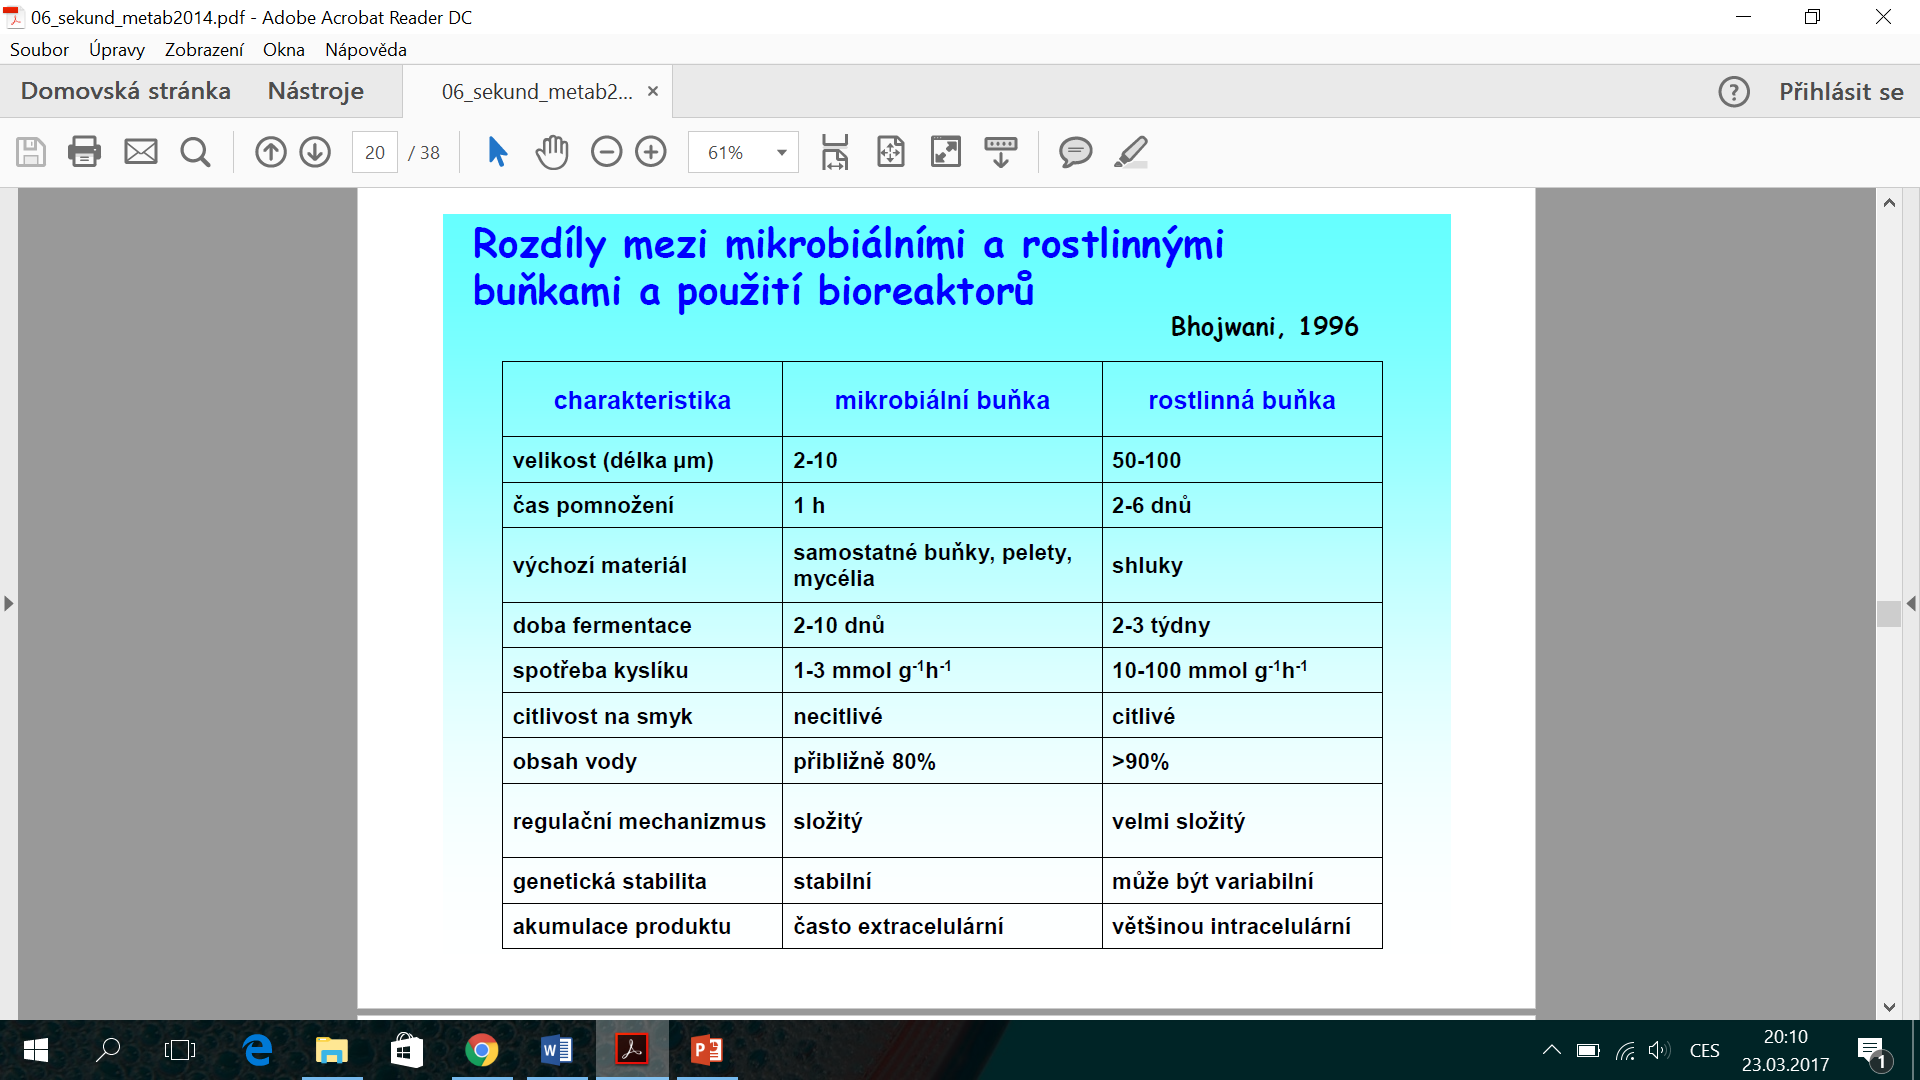 06_sekund_metab2014.pdf - Adobe Acrobat Reader DC
Soubor Úpravy Zobrazení Okna Nápověda
Domovská stránka Nástroje 06_sekund_metab2... × Přihlásit se
20 / 38 61%
Rozdíly mezi mikrobiálními a rostlinnými
buňkami a použití bioreaktorů
Bhojwani, 1996
charakteristika mikrobiální buňka rostlinná buňka
velikost (délka µm) 2-10 50-100
čas pomnožení 1 h 2-6 dnů
výchozí materiál samostatné buňky, pelety, mycélia shluky
doba fermentace 2-10 dnů 2-3 týdny
spotřeba kyslíku 1-3 mmol g⁻¹h⁻¹ 10-100 mmol g⁻¹h⁻¹
citlivost na smyk necitlivé citlivé
obsah vody přibližně 80% >90%
regulační mechanizmus složitý velmi složitý
genetická stabilita stabilní může být variabilní
akumulace produktu často extracelulární většinou intracelulární
CES 20:10
23.03.2017 1